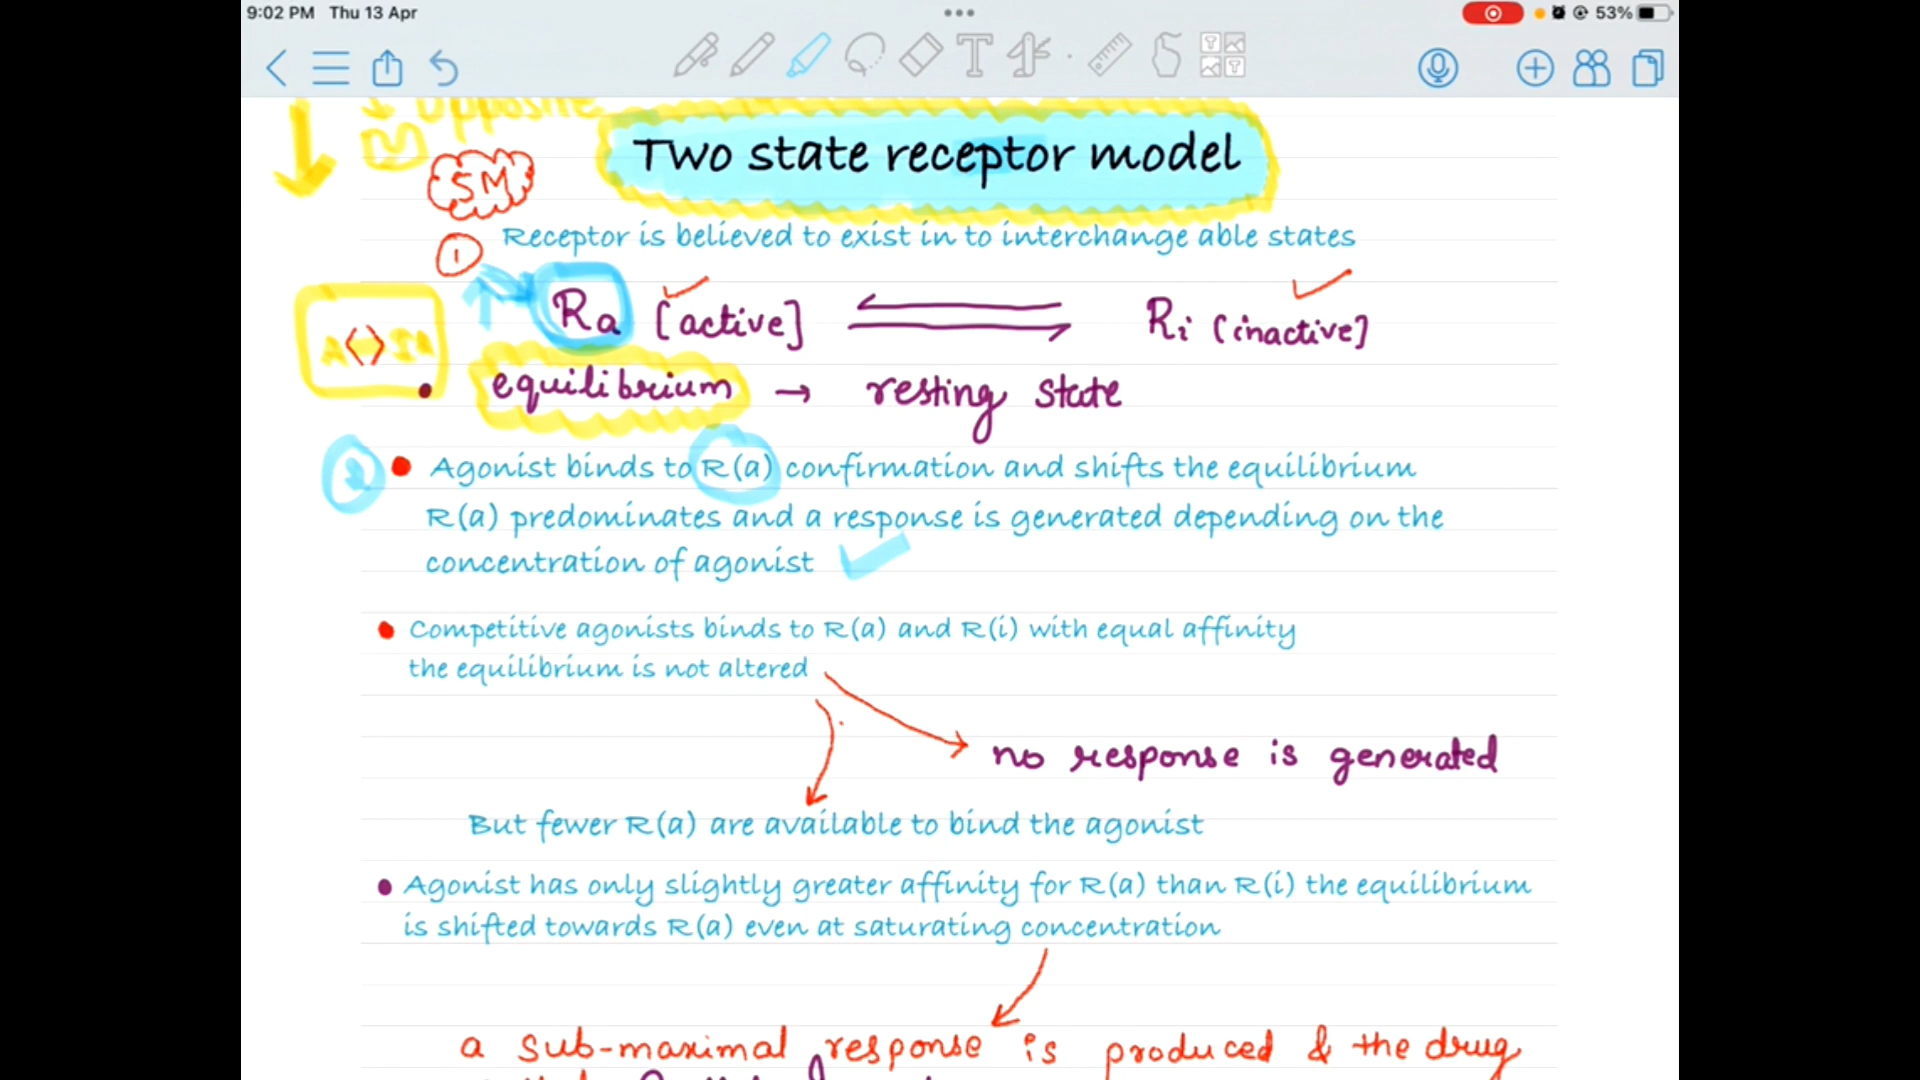 9:02 PM Thu 13 Apr
53%
opposite
Two state receptor model
SM
1 Receptor is believed to exist in to interchange able states
Ra [active] Ri [inactive]
A <> IA
equilibrium → resting state
2 Agonist binds to R(a) confirmation and shifts the equilibrium
R(a) predominates and a response is generated depending on the
concentration of agonist
Competitive agonists binds to R(a) and R(i) with equal affinity
the equilibrium is not altered
no response is generated
But fewer R(a) are available to bind the agonist
Agonist has only slightly greater affinity for R(a) than R(i) the equilibrium
is shifted towards R(a) even at saturating concentration
a sub-maximal response is produced & the drug